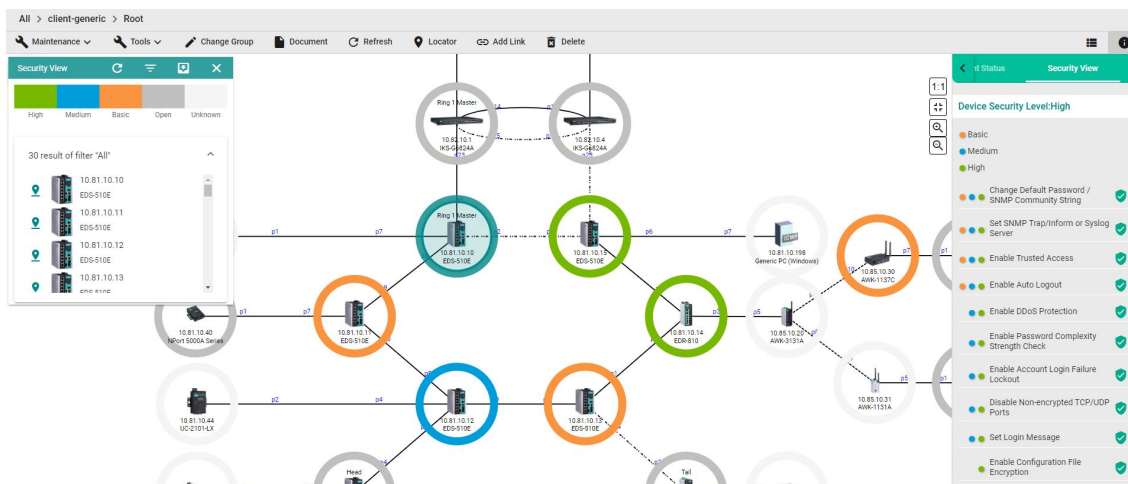 All > client-generic > Root
Maintenance Tools Change Group Document Refresh Locator Add Link Delete
Security View
High Medium Basic Open Unknown
30 result of filter "All"
10.81.10.10
EDS-510E
10.81.10.11
EDS-510E
10.81.10.12
EDS-510E
10.81.10.13
EDS-510E
Ring 1 Master
10.82.10.1
IKS-G6824A
10.82.10.4
IKS-G6824A
p23
p1 p7
Ring 1 Master
10.81.10.10
EDS-510E
10.81.10.15
EDS-510E
p6 p7
10.81.10.198
Generic PC (Windows)
p7 p1
10.85.10.30
AWK-1137C
10.81.10.40
NPort 5000A Series
p1 p7
10.81.10.11
EDS-510E
10.81.10.14
EDR-810
p5
10.85.10.20
AWK-3131A
10.81.10.44
UC-2101-LX
p2 p4
10.81.10.12
EDS-510E
10.81.10.13
EDS-510E
10.85.10.31
AWK-1131A
p5 p1
Head
Tail
1:1
Status Security View
Device Security Level:High
Basic
Medium
High
Change Default Password /
SNMP Community String
Set SNMP Trap/Inform or Syslog
Server
Enable Trusted Access
Enable Auto Logout
Enable DDoS Protection
Enable Password Complexity
Strength Check
Enable Account Login Failure
Lockout
Disable Non-encrypted TCP/UDP
Ports
Set Login Message
Enable Configuration File
Encryption